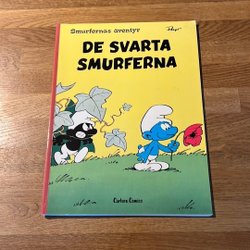 Smurfernas äventyr
Peyo
DE SVARTA
SMURFERNA
Carlsen Comics